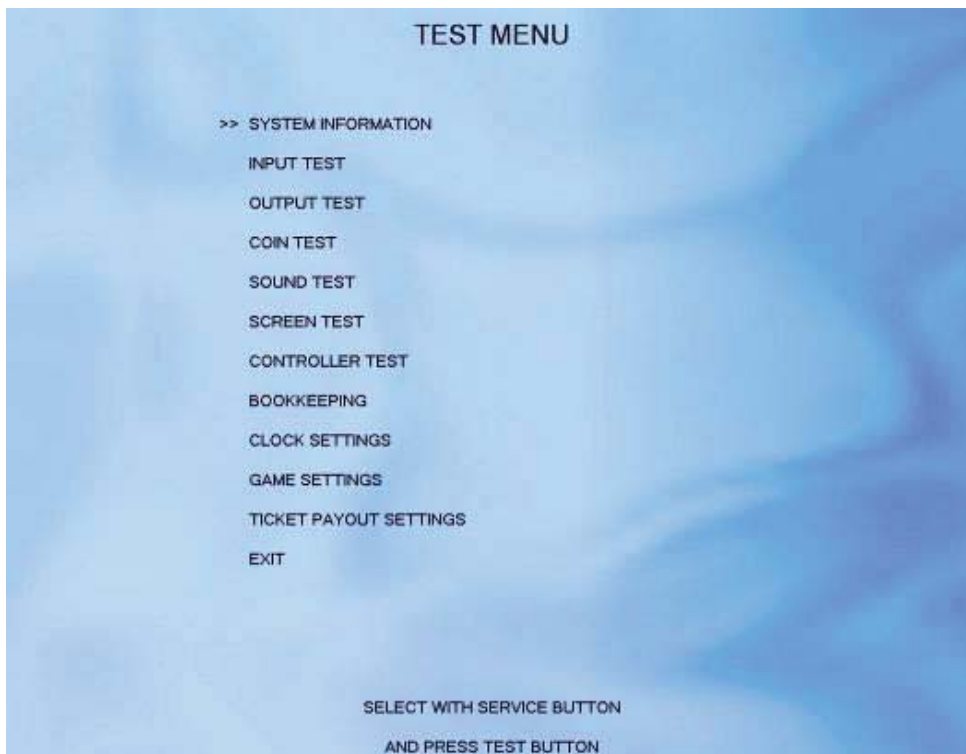 TEST MENU
>> SYSTEM INFORMATION
INPUT TEST
OUTPUT TEST
COIN TEST
SOUND TEST
SCREEN TEST
CONTROLLER TEST
BOOKKEEPING
CLOCK SETTINGS
GAME SETTINGS
TICKET PAYOUT SETTINGS
EXIT
SELECT WITH SERVICE BUTTON
AND PRESS TEST BUTTON